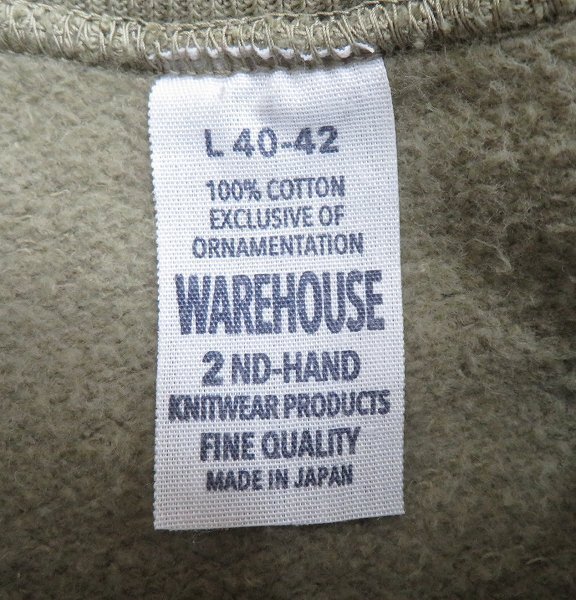 L 40-42
100% COTTON
EXCLUSIVE OF
ORNAMENTATION
WAREHOUSE
2 ND-HAND
KNITWEAR PRODUCTS
FINE QUALITY
MADE IN JAPAN